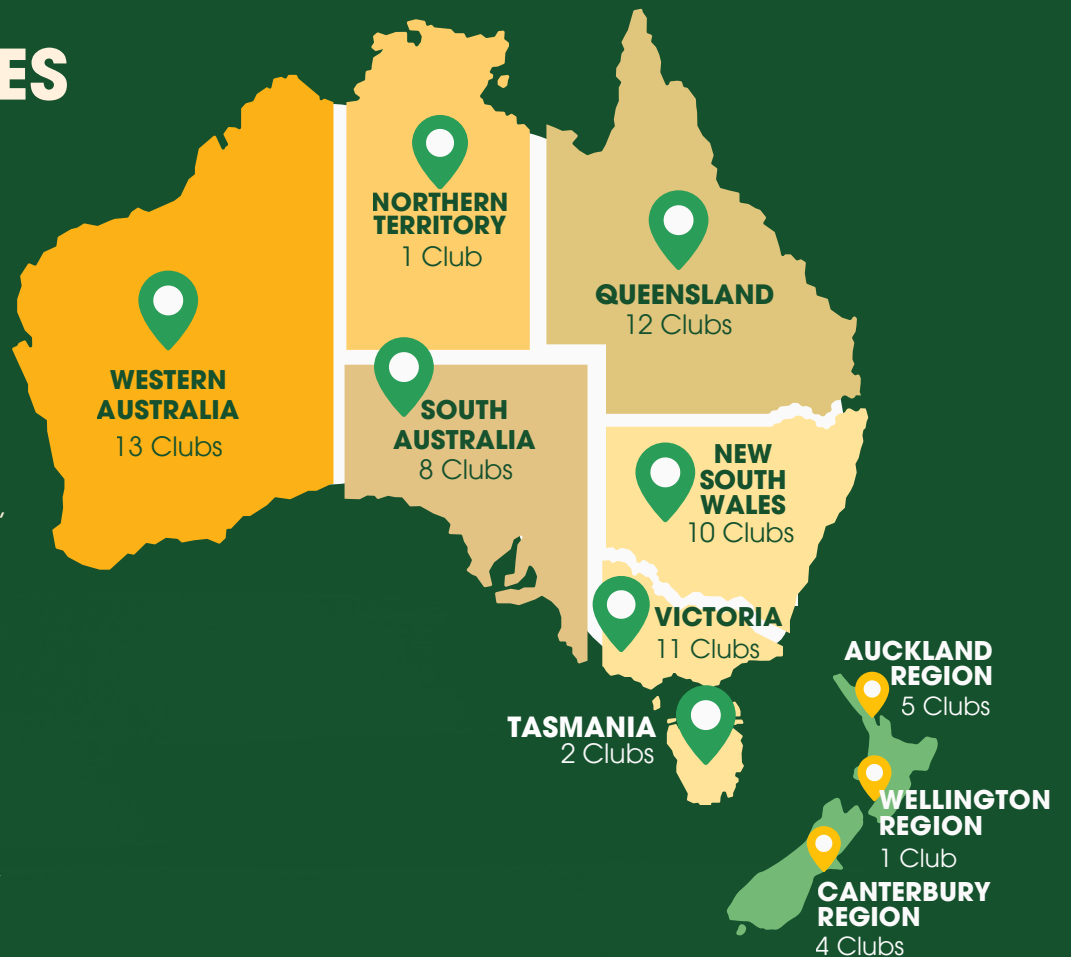 ES
NORTHERN
TERRITORY
1 Club
QUEENSLAND
12 Clubs
WESTERN
AUSTRALIA
13 Clubs
SOUTH
AUSTRALIA
8 Clubs
NEW
SOUTH
WALES
10 Clubs
VICTORIA
11 Clubs
TASMANIA
2 Clubs
AUCKLAND
REGION
5 Clubs
WELLINGTON
REGION
1 Club
CANTERBURY
REGION
4 Clubs